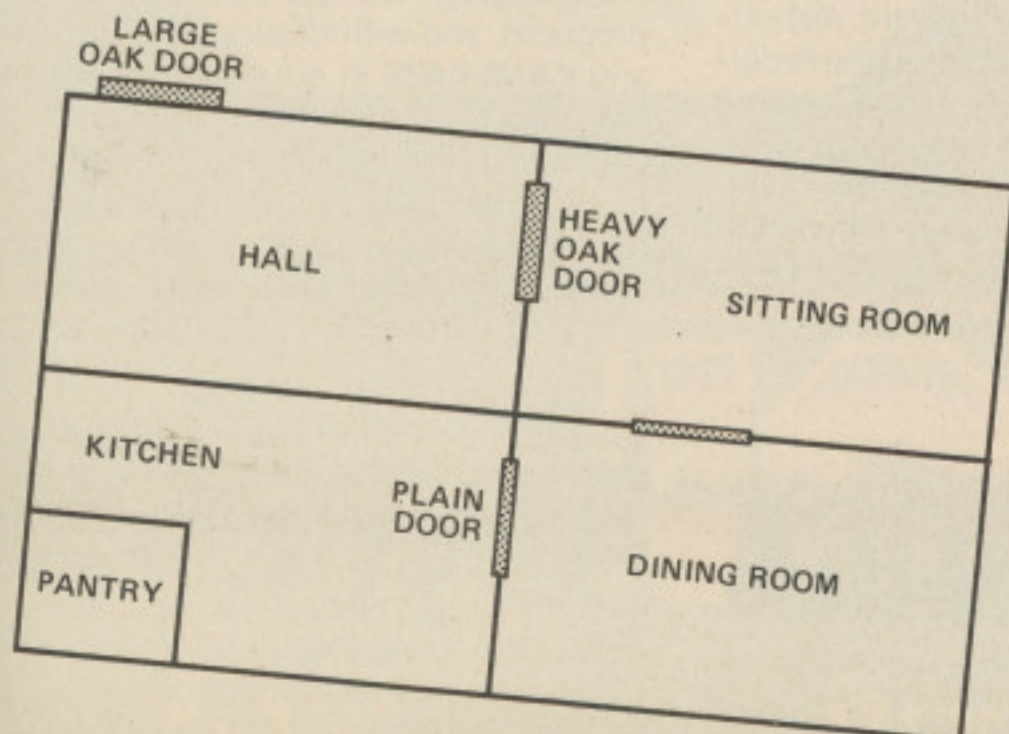 LARGE
OAK DOOR
HALL
HEAVY
OAK
DOOR
SITTING ROOM
KITCHEN
PLAIN
DOOR
PANTRY
DINING ROOM